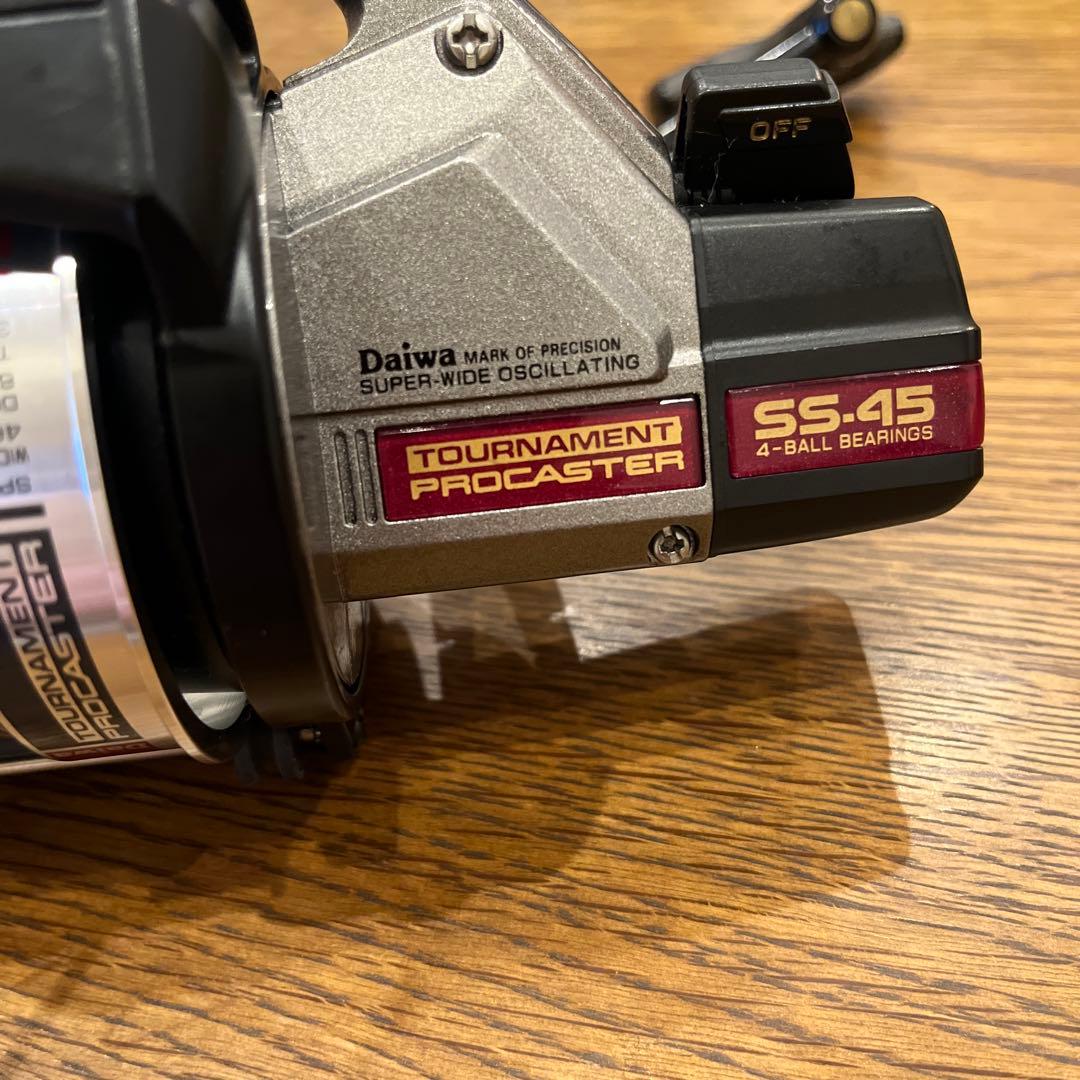 OFF
Daiwa MARK OF PRECISION
SUPER-WIDE OSCILLATING
TOURNAMENT
PROCASTER
SS-45
4-BALL BEARINGS
TOURNAMENT
PROCASTER